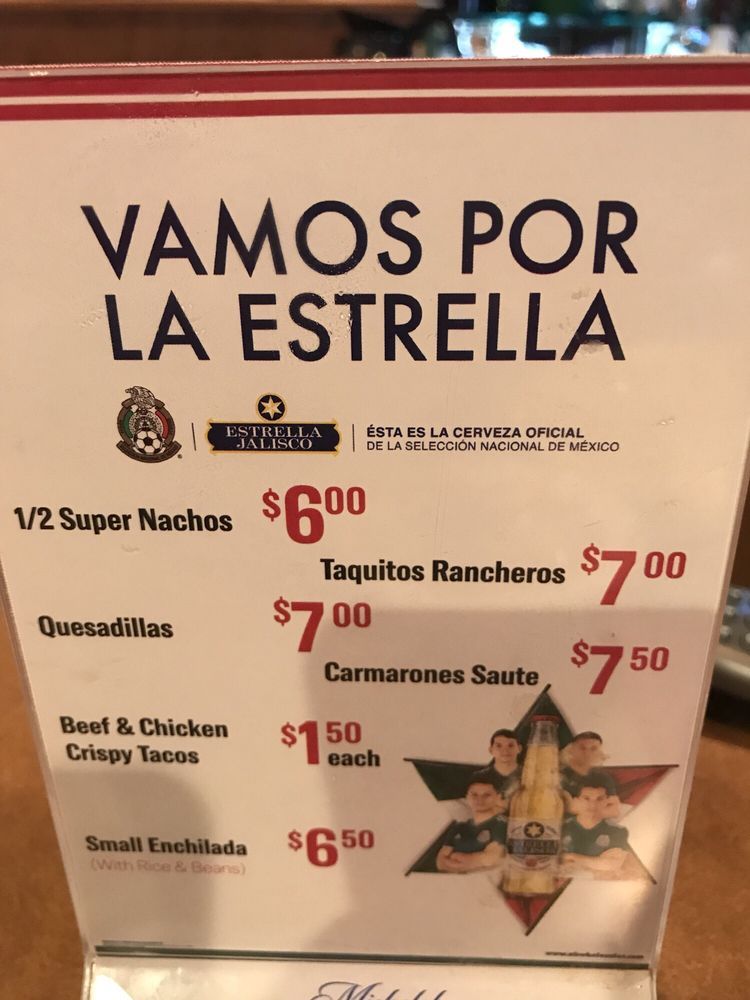 VAMOS POR
LA ESTRELLA
ESTRELLA
JALISCO
ÉSTA ES LA CERVEZA OFICIAL
DE LA SELECCIÓN NACIONAL DE MÉXICO
1/2 Super Nachos $6 00
Taquitos Rancheros $7 00
Quesadillas $7 00
Carmarones Saute $7 50
Beef & Chicken
Crispy Tacos $1 50 each
Small Enchilada $6 50
(With Rice & Beans)